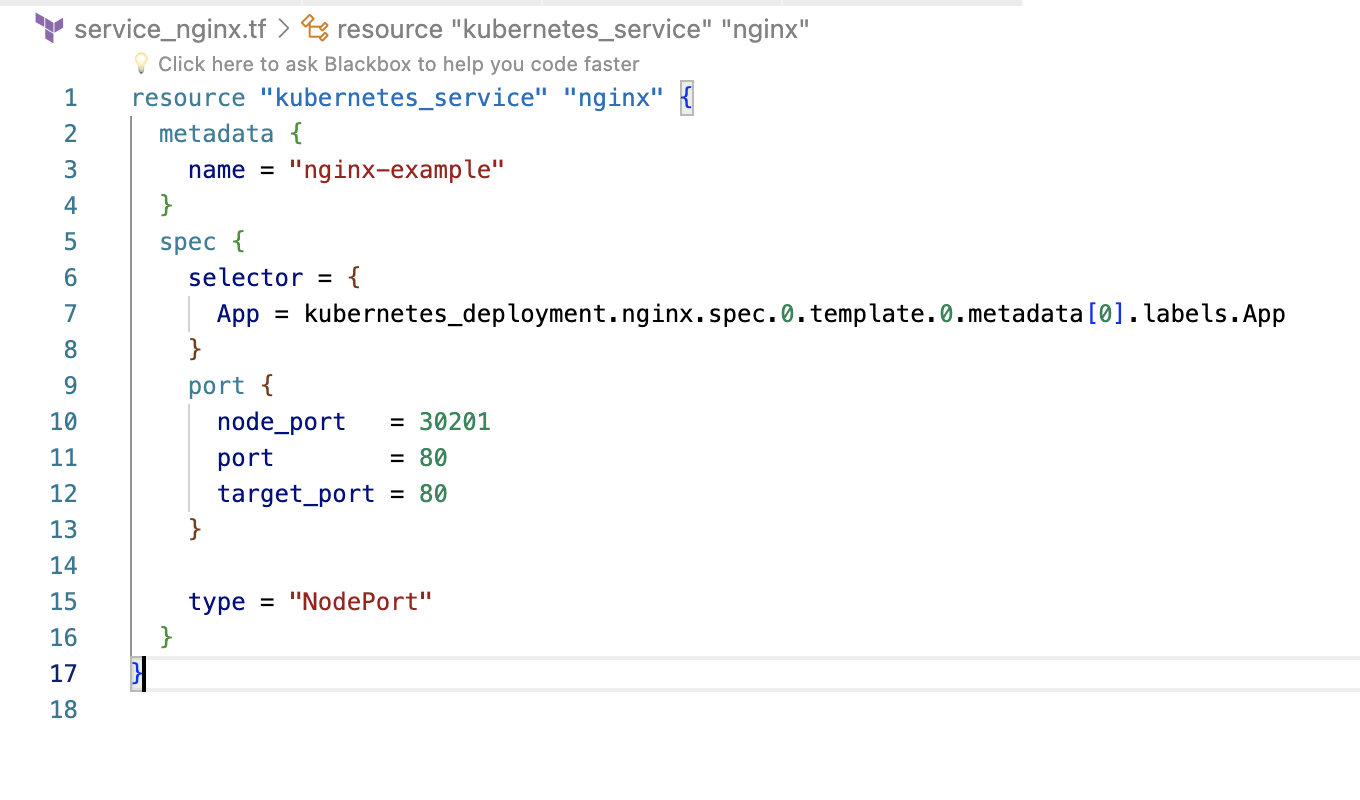 service_nginx.tf > resource "kubernetes_service" "nginx"
Click here to ask Blackbox to help you code faster
1 resource "kubernetes_service" "nginx" {
2   metadata {
3     name = "nginx-example"
4   }
5   spec {
6     selector = {
7       App = kubernetes_deployment.nginx.spec.0.template.0.metadata[0].labels.App
8     }
9     port {
10       node_port   = 30201
11       port        = 80
12       target_port = 80
13     }
14
15     type = "NodePort"
16   }
17 }
18